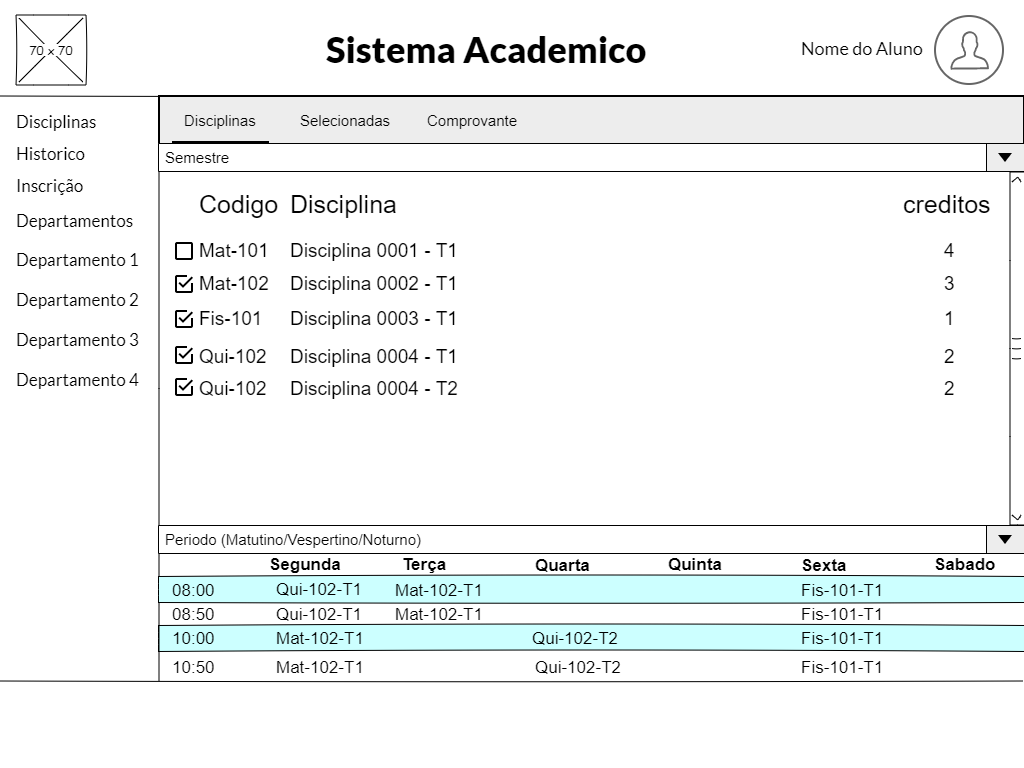 70 x 70
Sistema Academico
Nome do Aluno
Disciplinas
Historico
Inscrição
Departamentos
Departamento 1
Departamento 2
Departamento 3
Departamento 4
Disciplinas Selecionadas Comprovante
Semestre
Codigo Disciplina creditos
Mat-101 Disciplina 0001 - T1 4
Mat-102 Disciplina 0002 - T1 3
Fis-101 Disciplina 0003 - T1 1
Qui-102 Disciplina 0004 - T1 2
Qui-102 Disciplina 0004 - T2 2
Periodo (Matutino/Vespertino/Noturno)
Segunda Terça Quarta Quinta Sexta Sabado
08:00 Qui-102-T1 Mat-102-T1 Fis-101-T1
08:50 Qui-102-T1 Mat-102-T1 Fis-101-T1
10:00 Mat-102-T1 Qui-102-T2 Fis-101-T1
10:50 Mat-102-T1 Qui-102-T2 Fis-101-T1